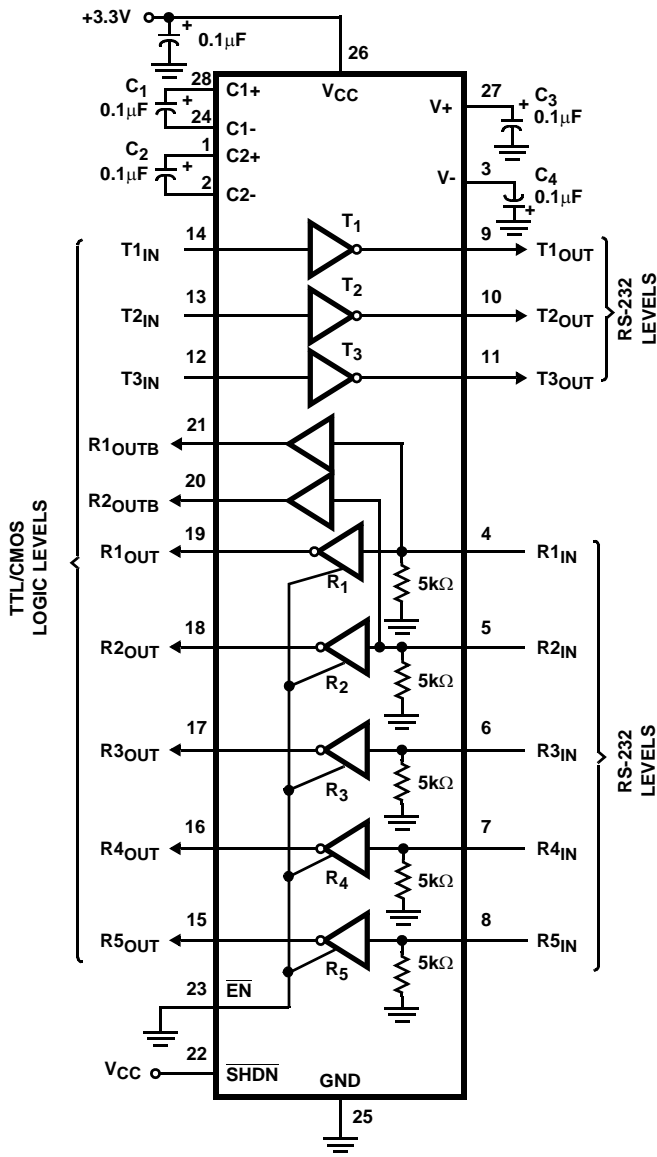 +3.3V
+
0.1μF
26
28
C1+
VCC
27
C1
0.1μF
+
V+
+
C3
0.1μF
24
C1-
1
C2+
C2
0.1μF
+
2
C2-
3
V-
C4
0.1μF
+
14
T1
9
T1IN
T1OUT
13
T2
10
T2IN
T2OUT
12
T3
11
T3IN
T3OUT
RS-232
LEVELS
21
R1OUTB
20
R2OUTB
19
4
R1OUT
R1
R1IN
5kΩ
18
5
R2OUT
R2
R2IN
5kΩ
17
6
R3OUT
R3
R3IN
5kΩ
16
7
R4OUT
R4
R4IN
5kΩ
15
8
R5OUT
R5
R5IN
5kΩ
TTL/CMOS
LOGIC LEVELS
RS-232
LEVELS
23
EN
22
VCC
SHDN
GND
25